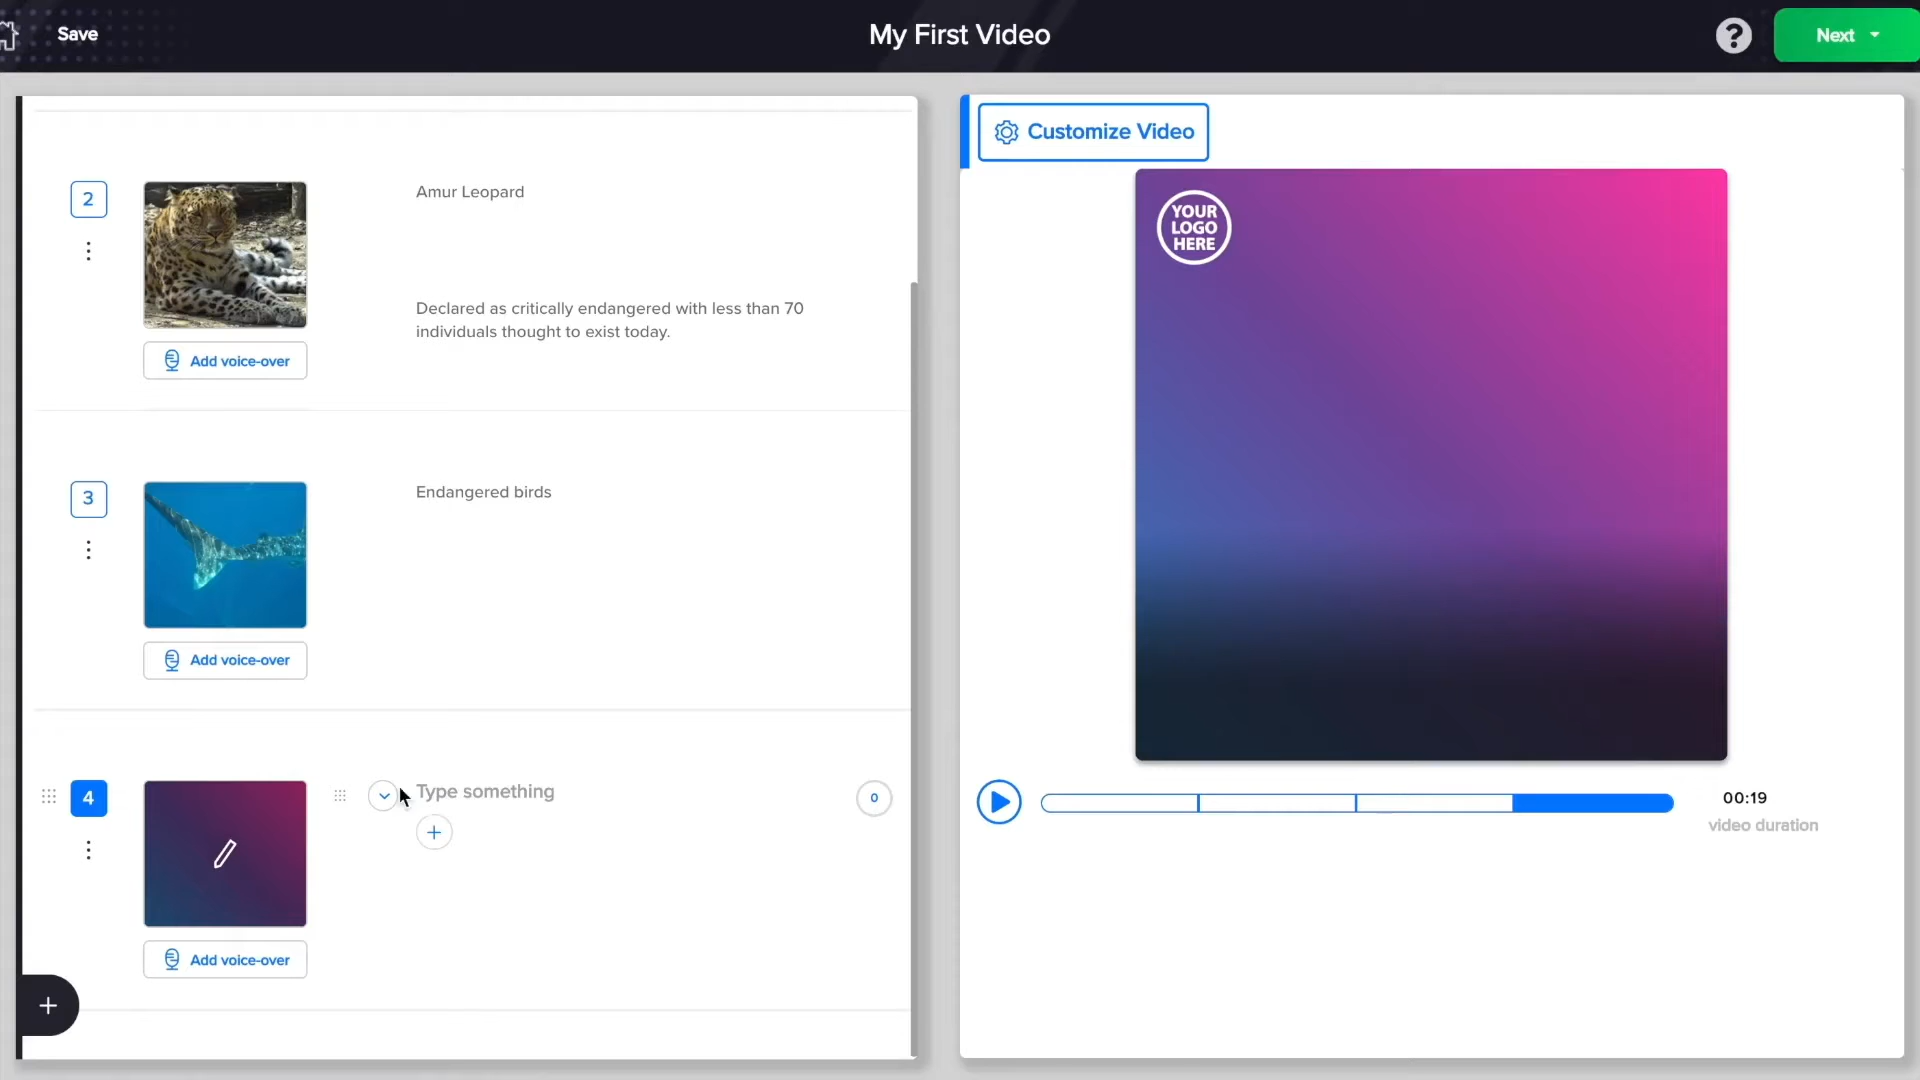 Save
My First Video
?
Next
2
Amur Leopard
Declared as critically endangered with less than 70
individuals thought to exist today.
Add voice-over
3
Endangered birds
Add voice-over
4
Type something
0
+
Add voice-over
+
Customize Video
YOUR
LOGO
HERE
00:19
video duration